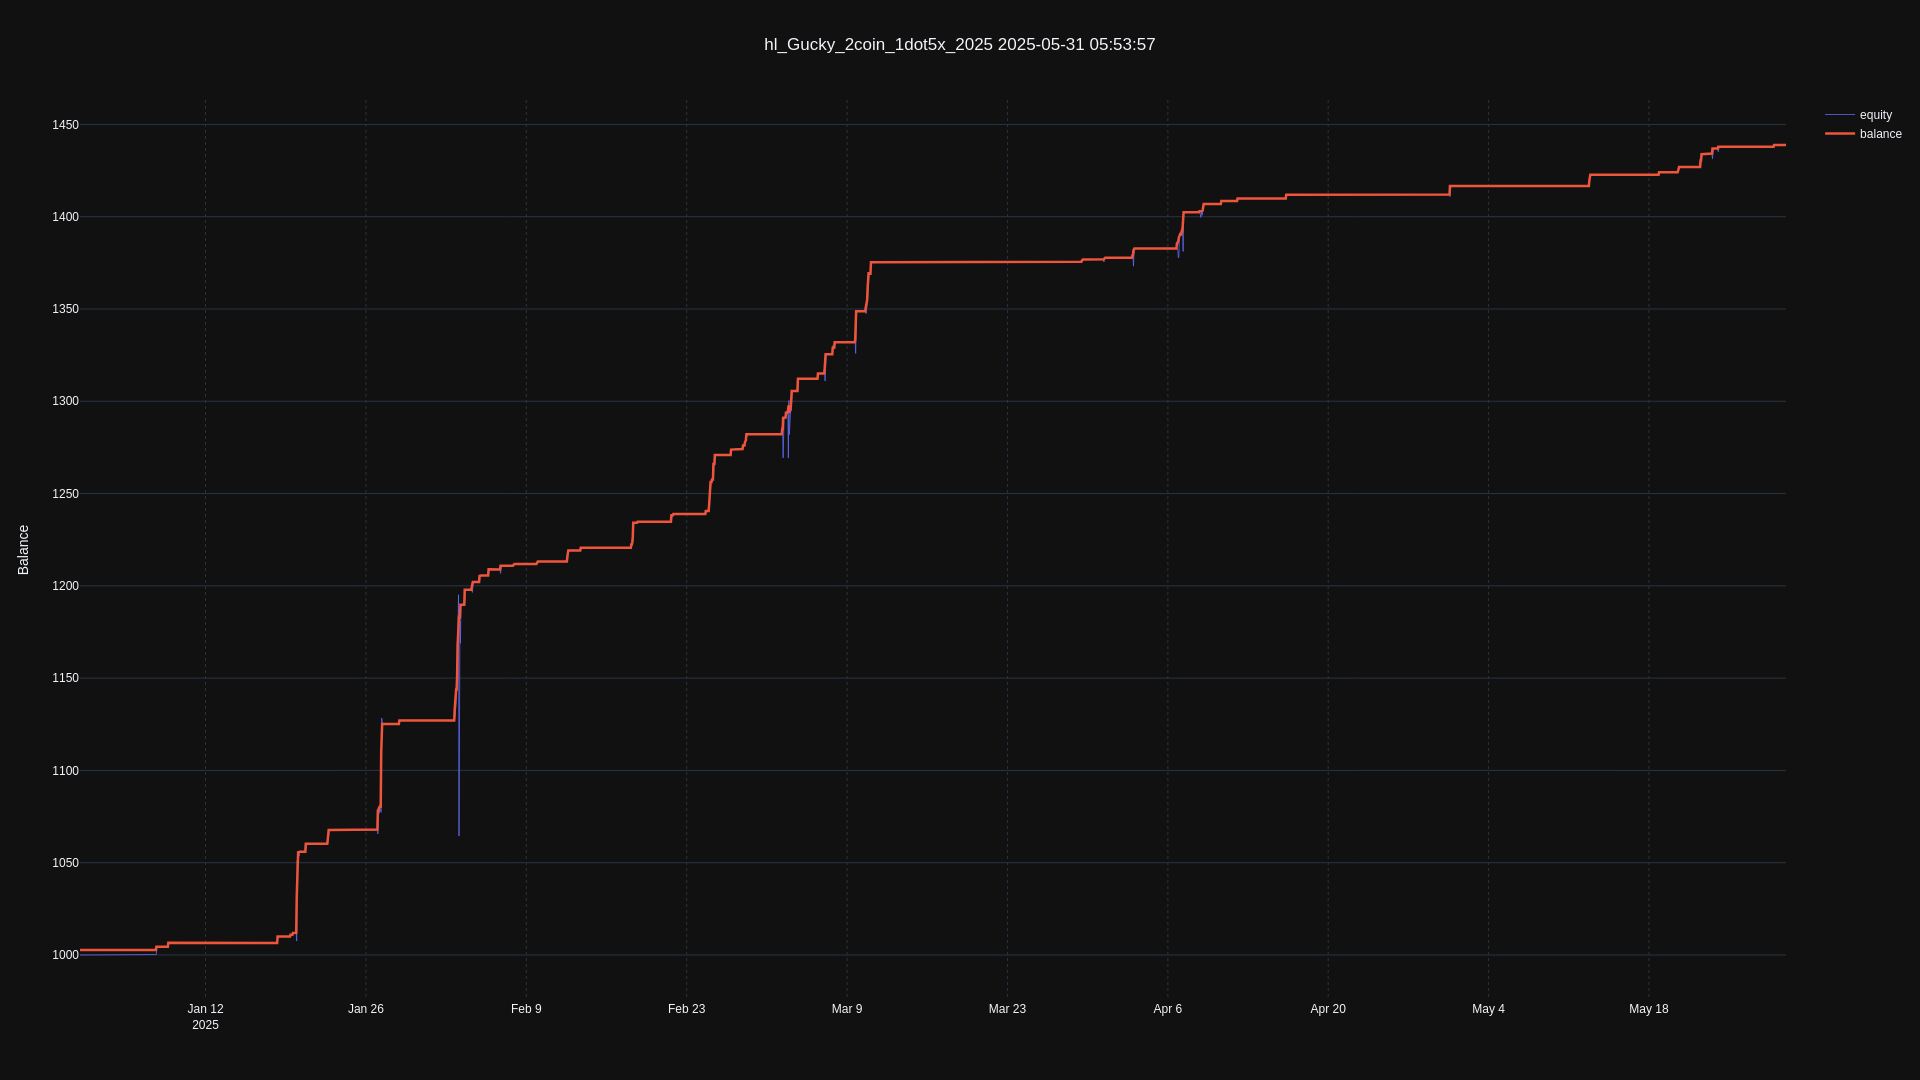 hl_Gucky_2coin_1dot5x_2025 2025-05-31 05:53:57
equity
balance
Balance
1450
1400
1350
1300
1250
1200
1150
1100
1050
1000
Jan 12
2025
Jan 26
Feb 9
Feb 23
Mar 9
Mar 23
Apr 6
Apr 20
May 4
May 18